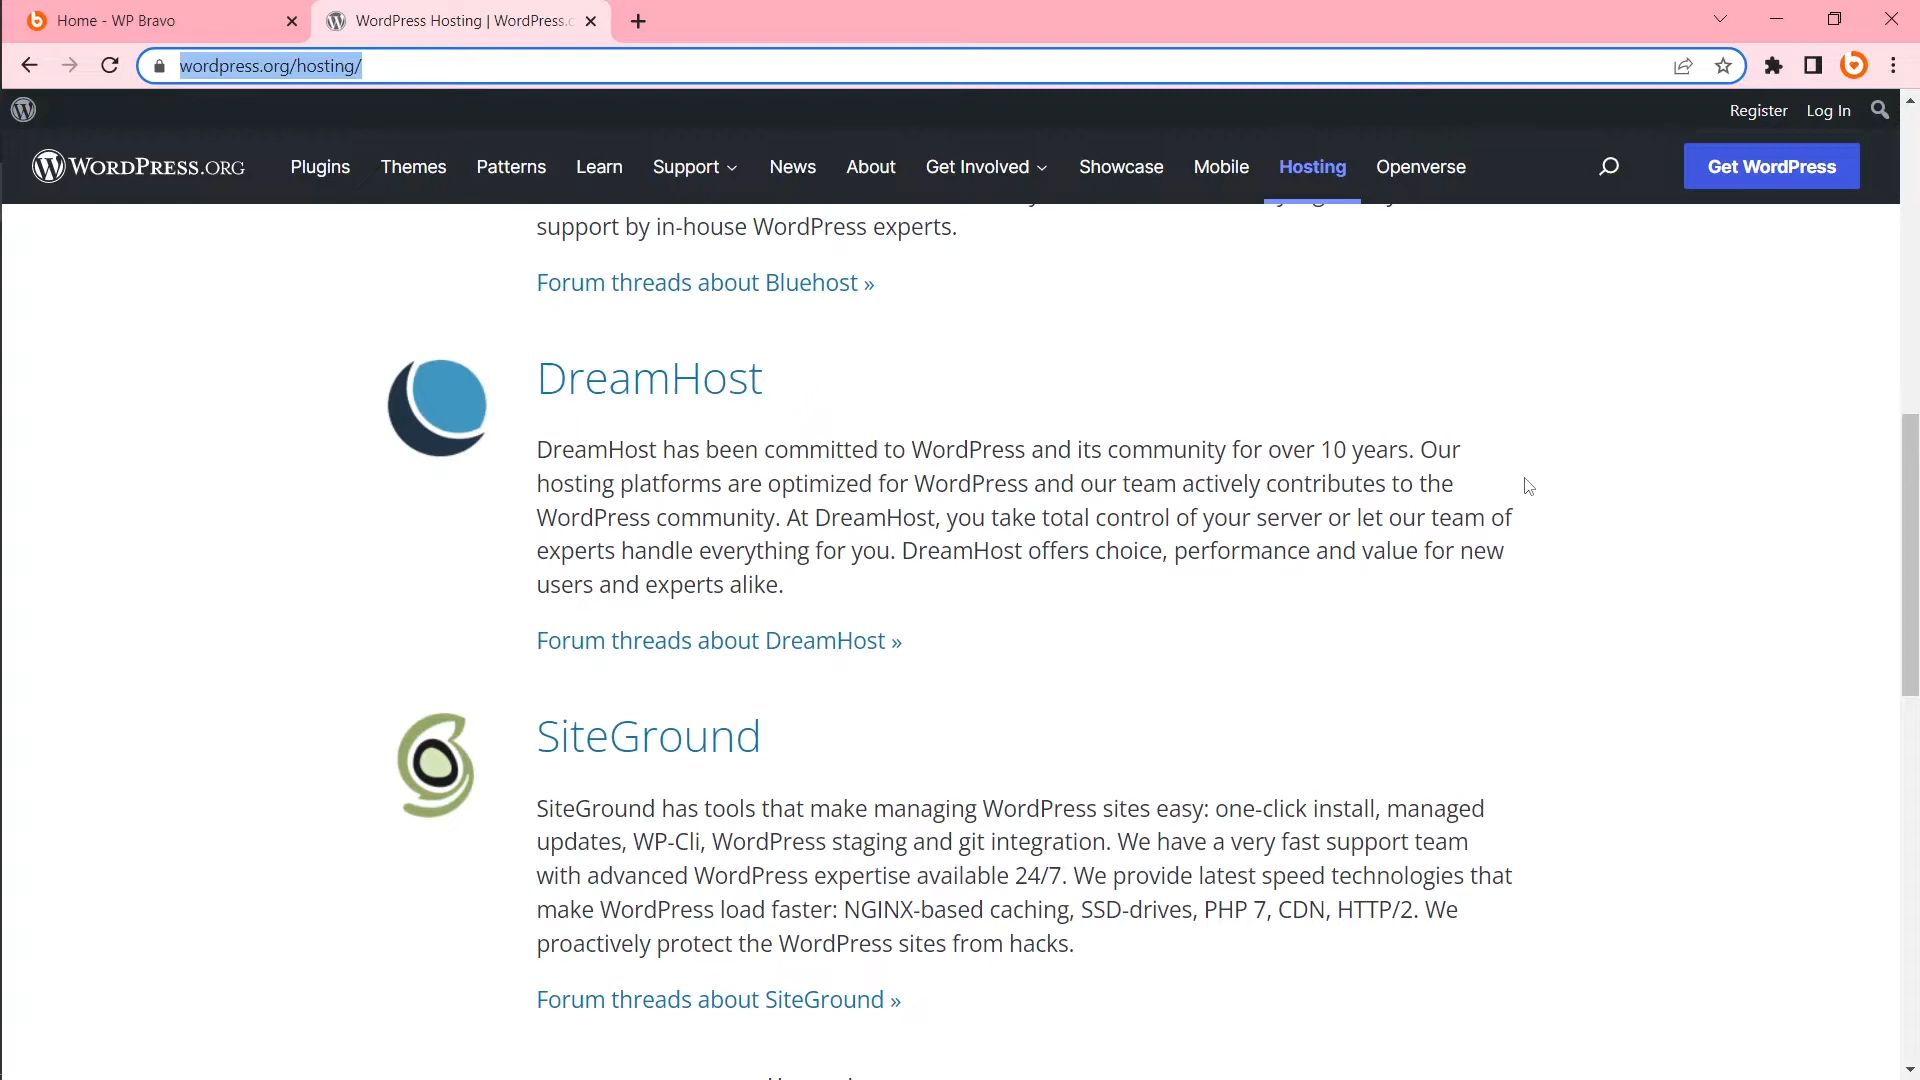 Home - WP Bravo
WordPress Hosting | WordPress.c
wordpress.org/hosting/
Register Log In
WORDPRESS.ORG Plugins Themes Patterns Learn Support News About Get Involved Showcase Mobile Hosting Openverse Get WordPress
support by in-house WordPress experts.
Forum threads about Bluehost »
DreamHost
DreamHost has been committed to WordPress and its community for over 10 years. Our
hosting platforms are optimized for WordPress and our team actively contributes to the
WordPress community. At DreamHost, you take total control of your server or let our team of
experts handle everything for you. DreamHost offers choice, performance and value for new
users and experts alike.
Forum threads about DreamHost »
SiteGround
SiteGround has tools that make managing WordPress sites easy: one-click install, managed
updates, WP-Cli, WordPress staging and git integration. We have a very fast support team
with advanced WordPress expertise available 24/7. We provide latest speed technologies that
make WordPress load faster: NGINX-based caching, SSD-drives, PHP 7, CDN, HTTP/2. We
proactively protect the WordPress sites from hacks.
Forum threads about SiteGround »